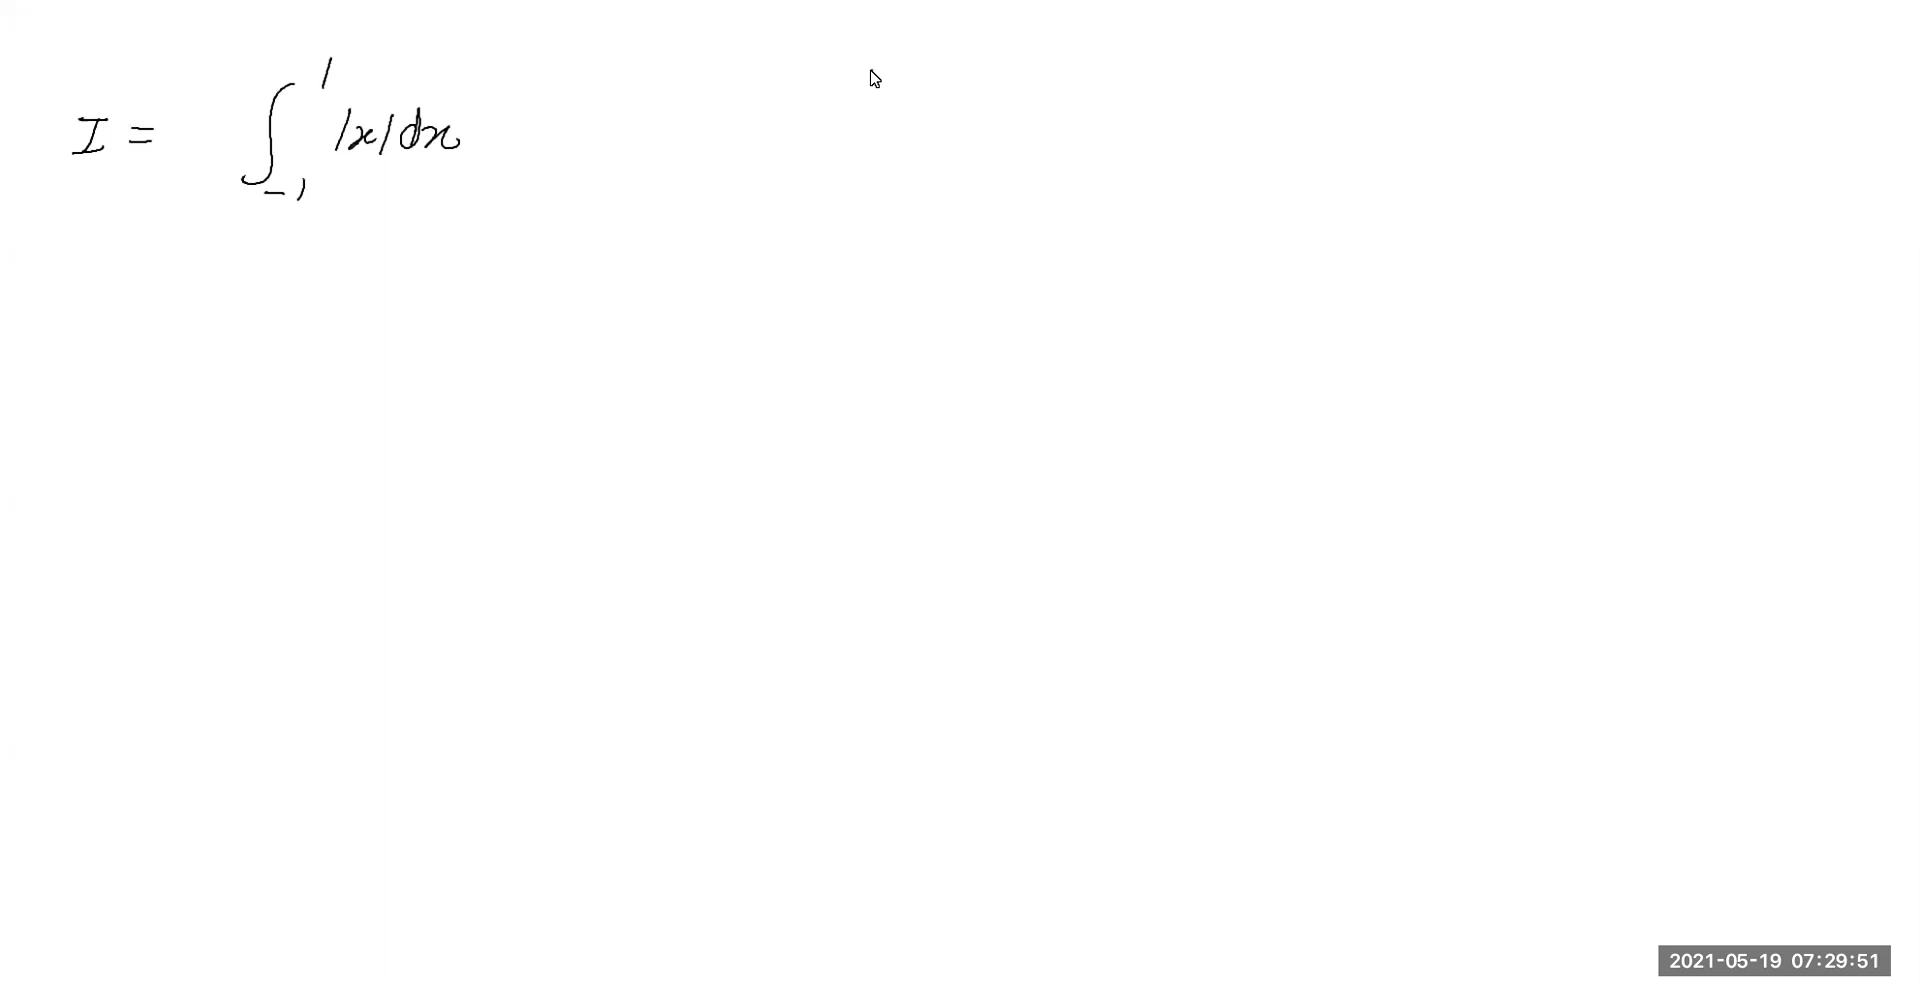 I = ∫_{-1}^{1} |x| dx
2021-05-19 07:29:51